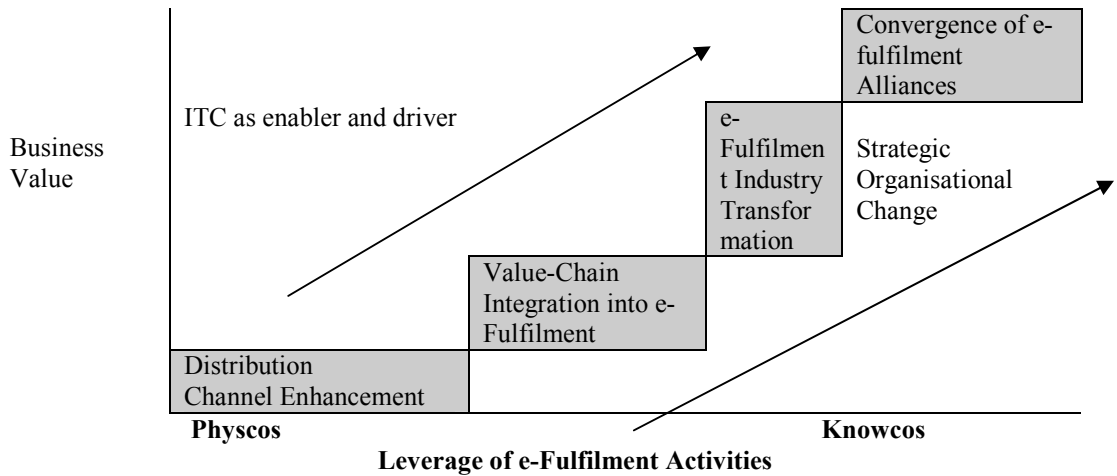 Convergence of e-
fulfilment
Alliances
ITC as enabler and driver
e-
Fulfilmen
t Industry
Transfor
mation
Strategic
Organisational
Change
Business
Value
Value-Chain
Integration into e-
Fulfilment
Distribution
Channel Enhancement
Physcos
Knowcos
Leverage of e-Fulfilment Activities